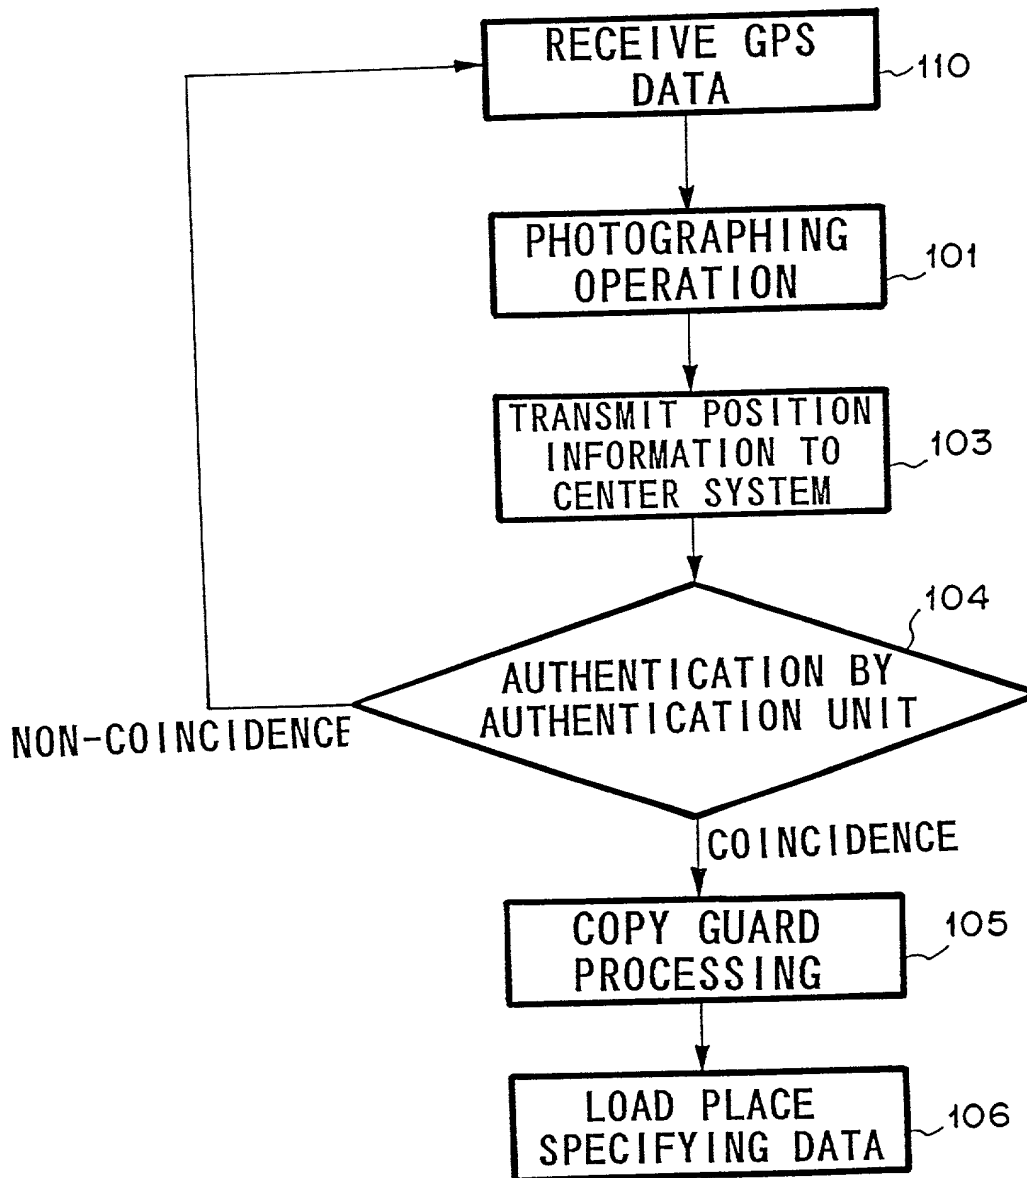 RECEIVE GPS
DATA
110
PHOTOGRAPHING
OPERATION
101
TRANSMIT POSITION
INFORMATION TO
CENTER SYSTEM
103
104
AUTHENTICATION BY
AUTHENTICATION UNIT
NON-COINCIDENCE
COINCIDENCE
COPY GUARD
PROCESSING
105
LOAD PLACE
SPECIFYING DATA
106